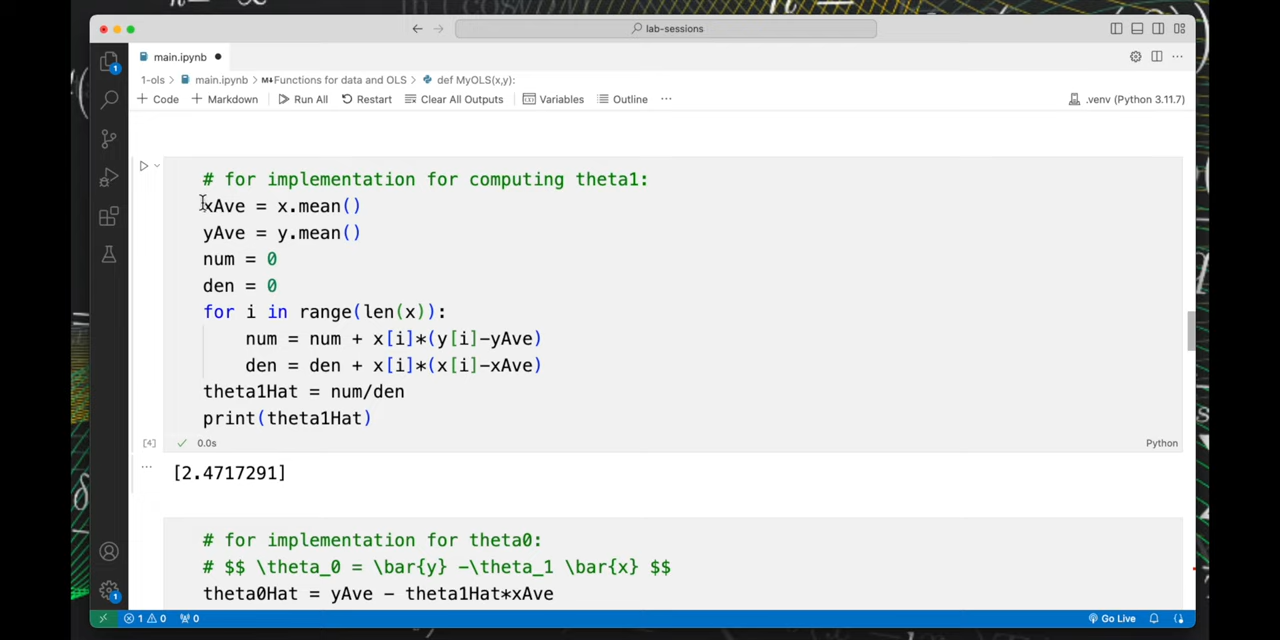 lab-sessions
main.ipynb
1-ols > main.ipynb > Functions for data and OLS > def MyOLS(x,y):
+ Code + Markdown Run All Restart Clear All Outputs Variables Outline ... .venv (Python 3.11.7)
# for implementation for computing theta1:
xAve = x.mean()
yAve = y.mean()
num = 0
den = 0
for i in range(len(x)):
num = num + x[i]*(y[i]-yAve)
den = den + x[i]*(x[i]-xAve)
theta1Hat = num/den
print(theta1Hat)
[4] 0.0s Python
[2.4717291]
# for implementation for theta0:
# $$ \theta_0 = \bar{y} -\theta_1 \bar{x} $$
theta0Hat = yAve - theta1Hat*xAve
1 0 0 Go Live